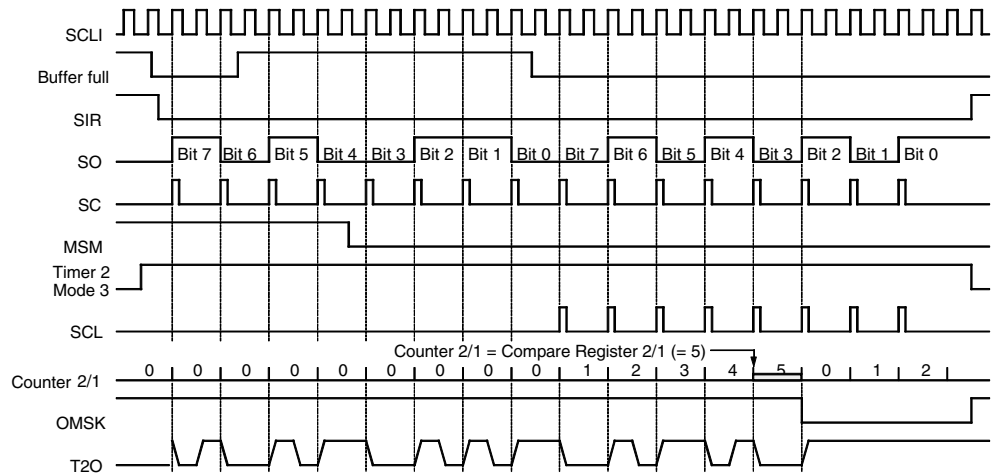 SCLI
Buffer full
SIR
SO Bit 7 Bit 6 Bit 5 Bit 4 Bit 3 Bit 2 Bit 1 Bit 0 Bit 7 Bit 6 Bit 5 Bit 4 Bit 3 Bit 2 Bit 1 Bit 0
SC
MSM
Timer 2
Mode 3
SCL
Counter 2/1 = Compare Register 2/1 (= 5)
Counter 2/1 0 0 0 0 0 0 0 0 0 1 2 3 4 5 0 1 2
OMSK
T2O